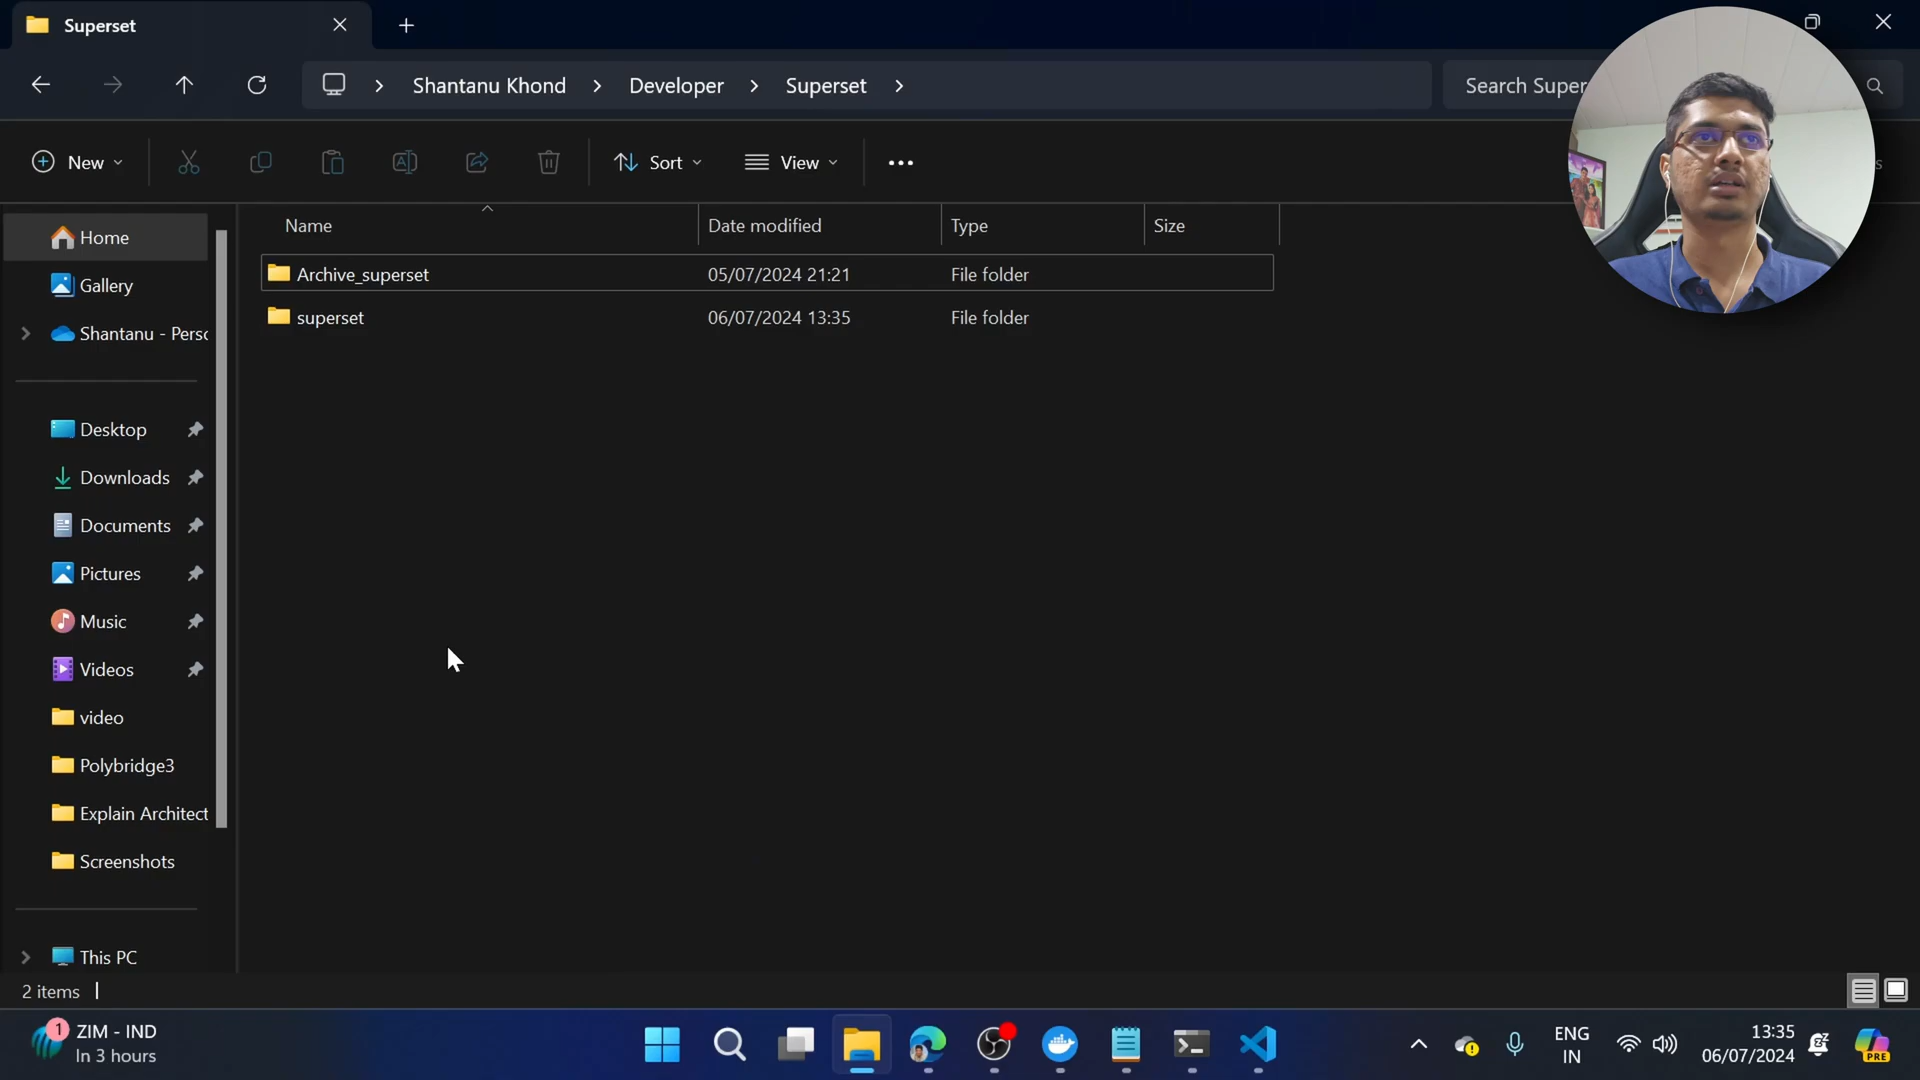 Superset
Shantanu Khond
Developer
Superset
Search Super
New
Sort
View
s
Name
Date modified
Type
Size
Archive_superset
05/07/2024 21:21
File folder
superset
06/07/2024 13:35
File folder
Home
Gallery
Shantanu - Perso
Desktop
Downloads
Documents
Pictures
Music
Videos
video
Polybridge3
Explain Architect
Screenshots
This PC
2 items
1
ZIM - IND
In 3 hours
ENG
IN
13:35
06/07/2024
PRE